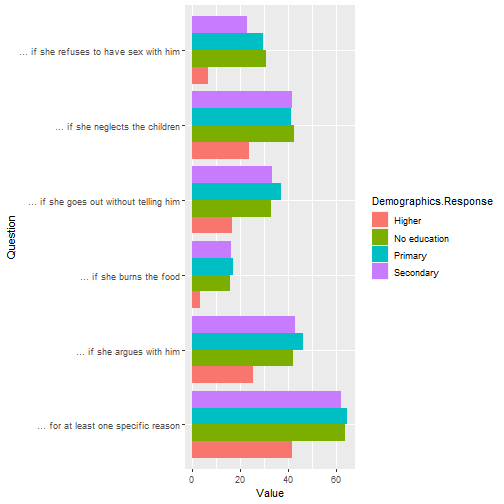 Question
... if she refuses to have sex with him
... if she neglects the children
... if she goes out without telling him
... if she burns the food
... if she argues with him
... for at least one specific reason
0 20 40 60
Value
Demographics.Response
Higher
No education
Primary
Secondary